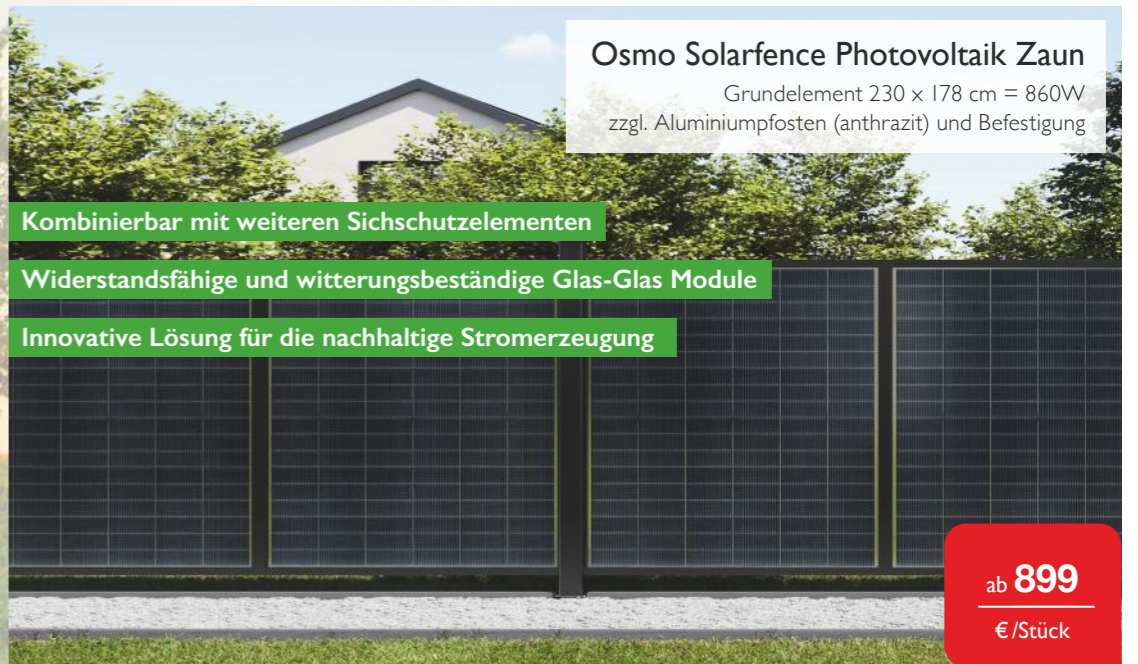 Osmo Solarfence Photovoltaik Zaun
Grundelement 230 x 178 cm = 860W
zzgl. Aluminiumpfosten (anthrazit) und Befestigung
Kombinierbar mit weiteren Sichschutzelementen
Widerstandsfähige und witterungsbeständige Glas-Glas Module
Innovative Lösung für die nachhaltige Stromerzeugung
ab 899
€/Stück